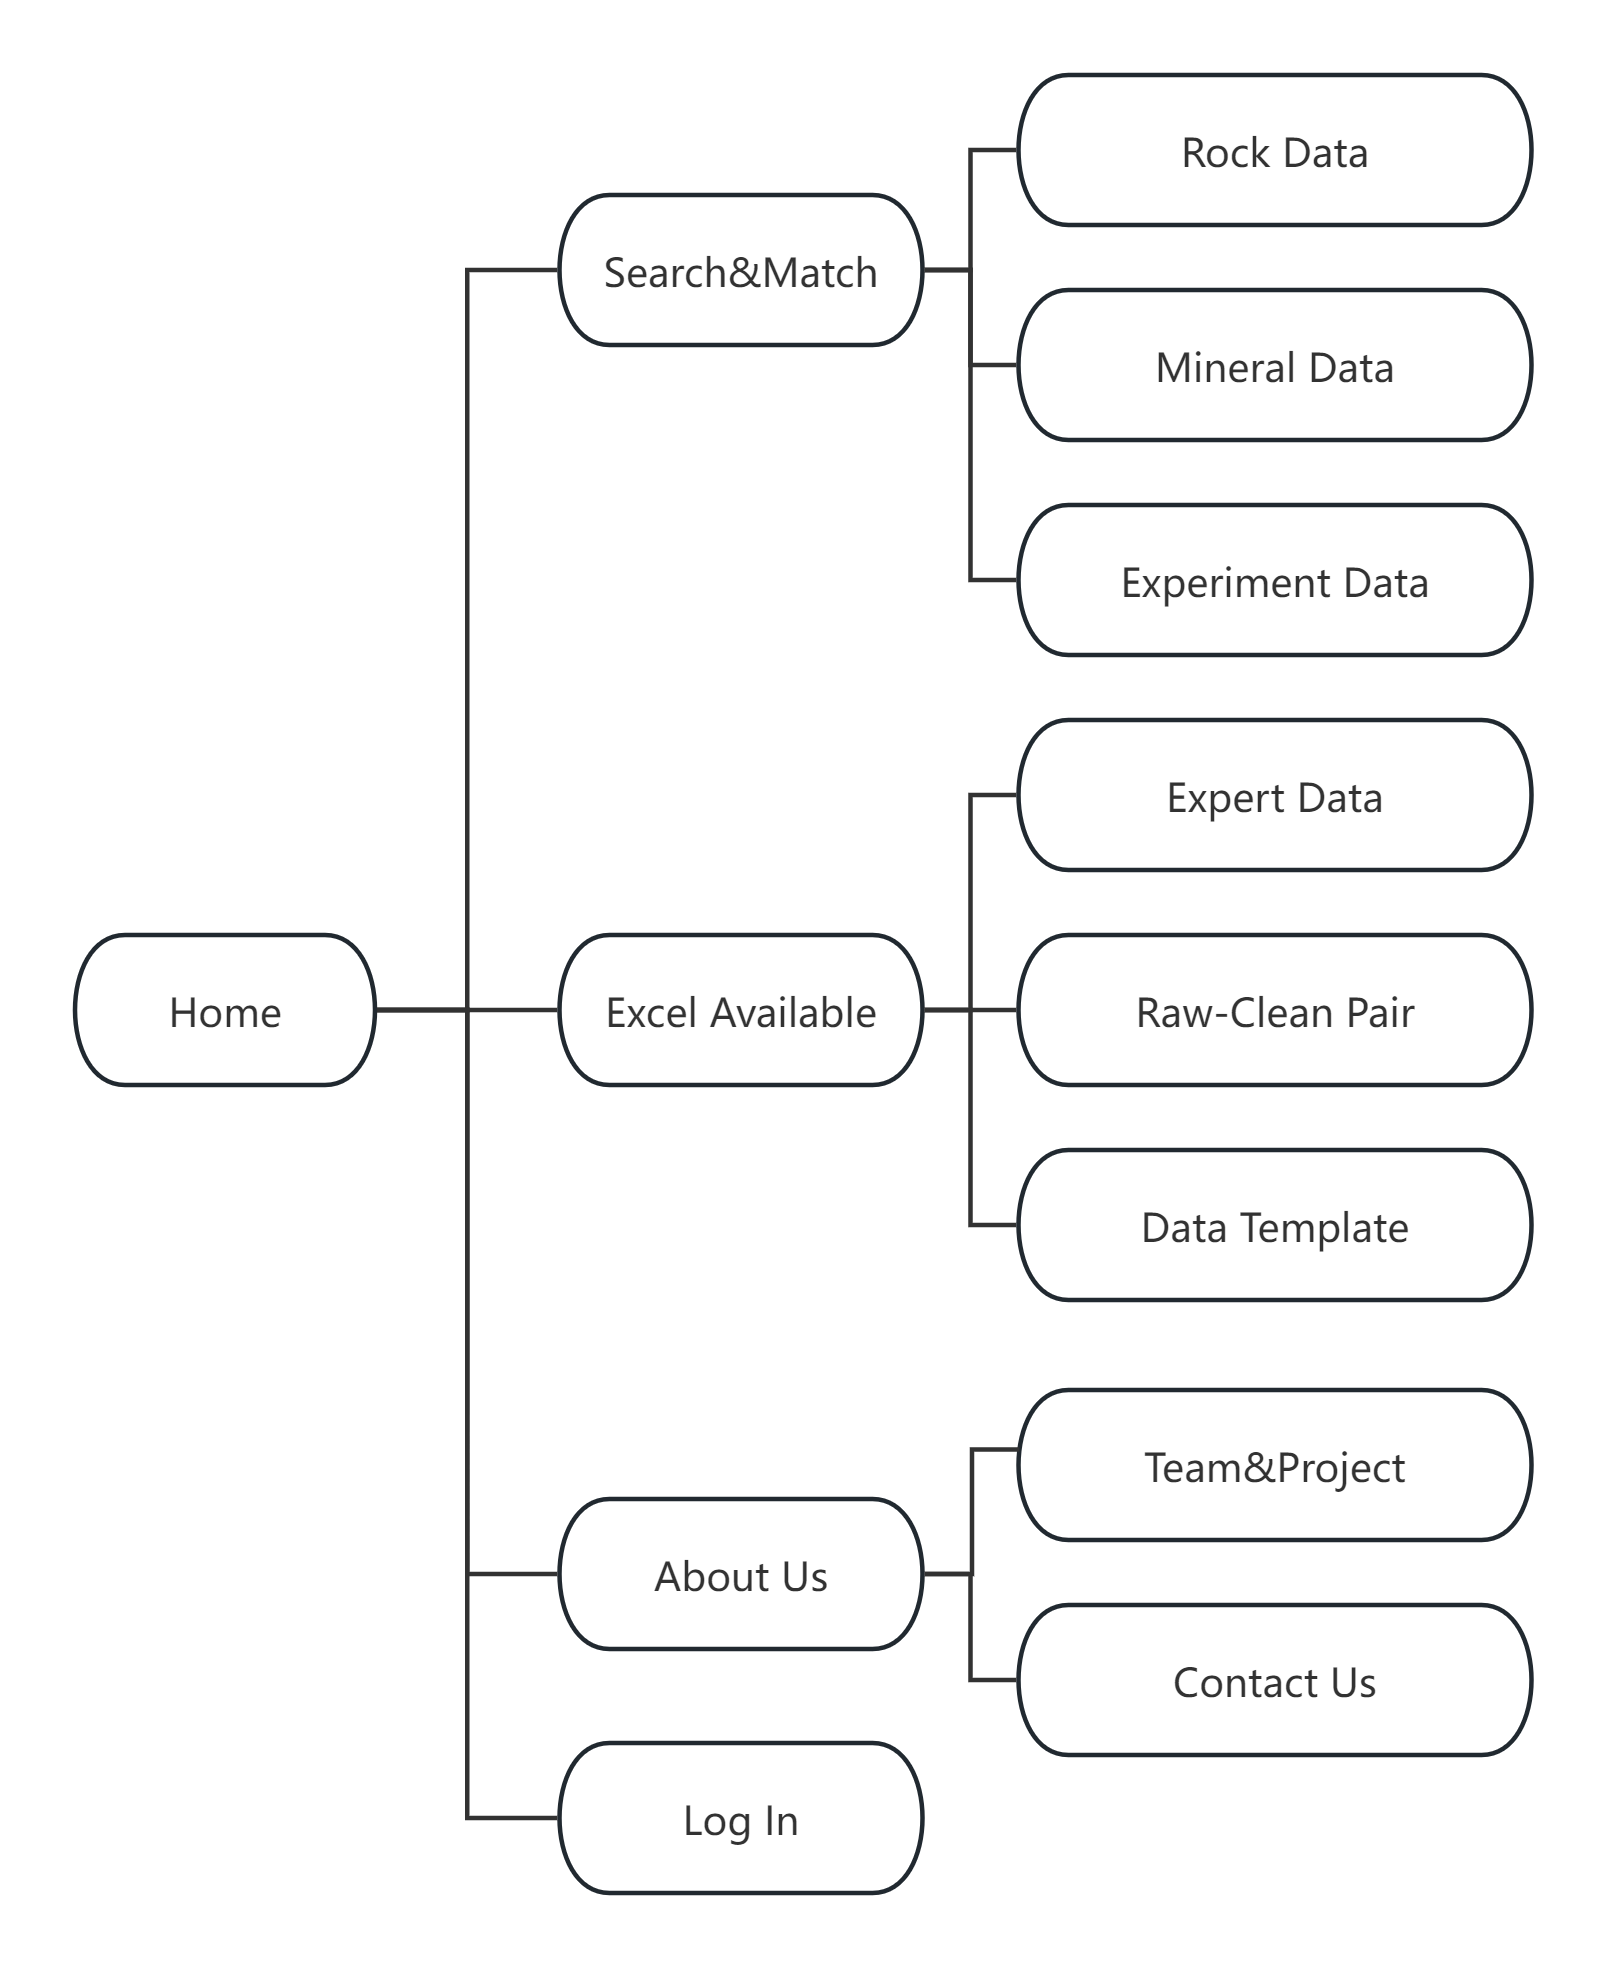 Home
Search&Match
Rock Data
Mineral Data
Experiment Data
Excel Available
Expert Data
Raw-Clean Pair
Data Template
About Us
Team&Project
Contact Us
Log In